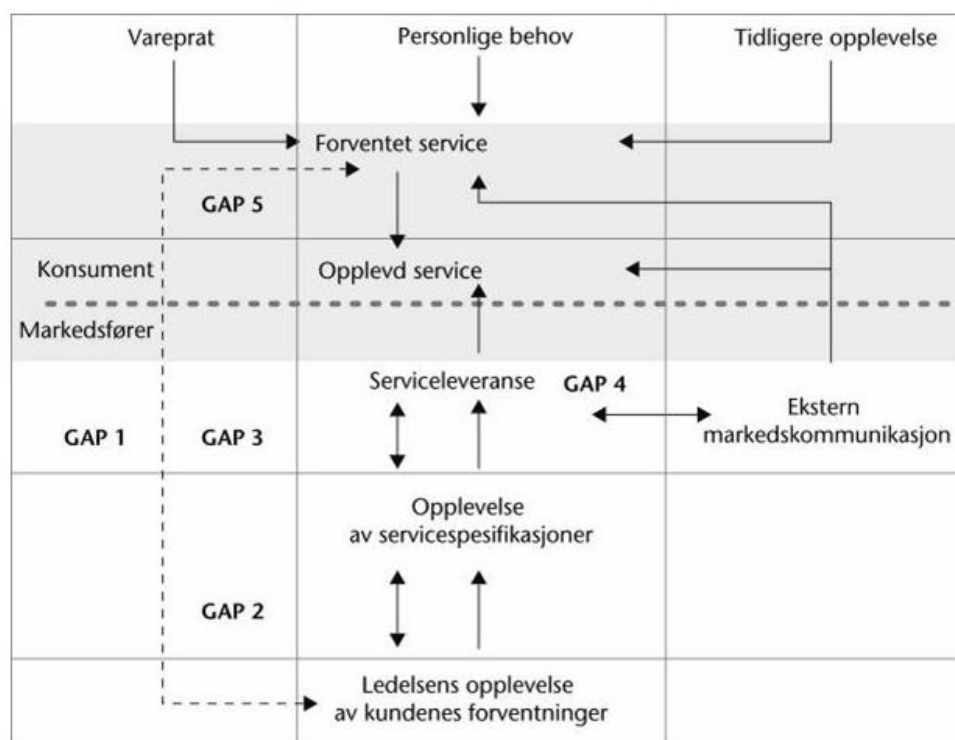 Vareprat
Personlige behov
Tidligere opplevelse
Forventet service
GAP 5
Konsument
Opplevd service
Markedsfører
Serviceleveranse
GAP 4
GAP 1
GAP 3
Ekstern
markedskommunikasjon
Opplevelse
av servicespesifikasjoner
GAP 2
Ledelsens opplevelse
av kundenes forventninger